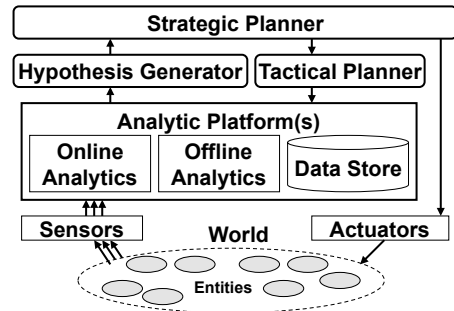 Strategic Planner
Hypothesis Generator
Tactical Planner
Analytic Platform(s)
Online
Analytics
Offline
Analytics
Data Store
Sensors
World
Actuators
Entities